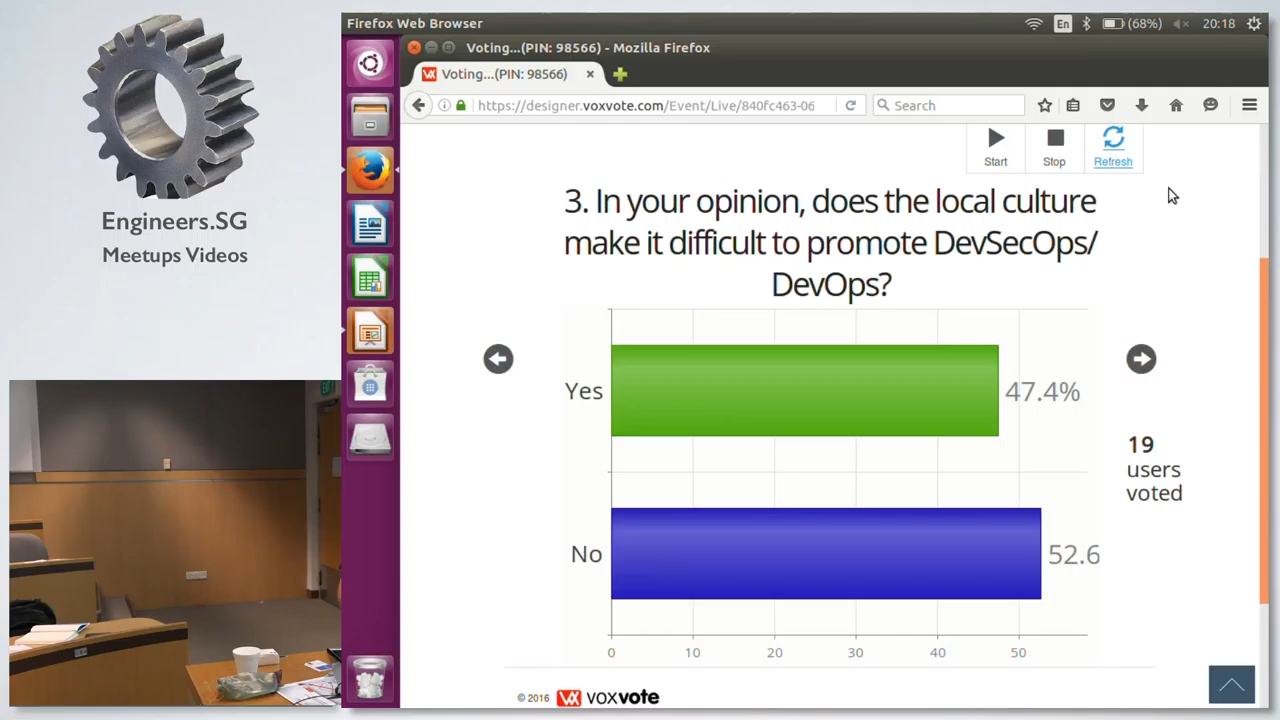 Engineers.SG
Meetups Videos
Firefox Web Browser
En
(68%)
20:18
Voting...(PIN: 98566) - Mozilla Firefox
Voting...(PIN: 98566)
https://designer.voxvote.com/Event/Live/840fc463-06
Search
Start
Stop
Refresh
3. In your opinion, does the local culture
make it difficult to promote DevSecOps/
DevOps?
Yes
47.4%
19
users
voted
No
52.6
0 10 20 30 40 50
© 2016 VX voxvote